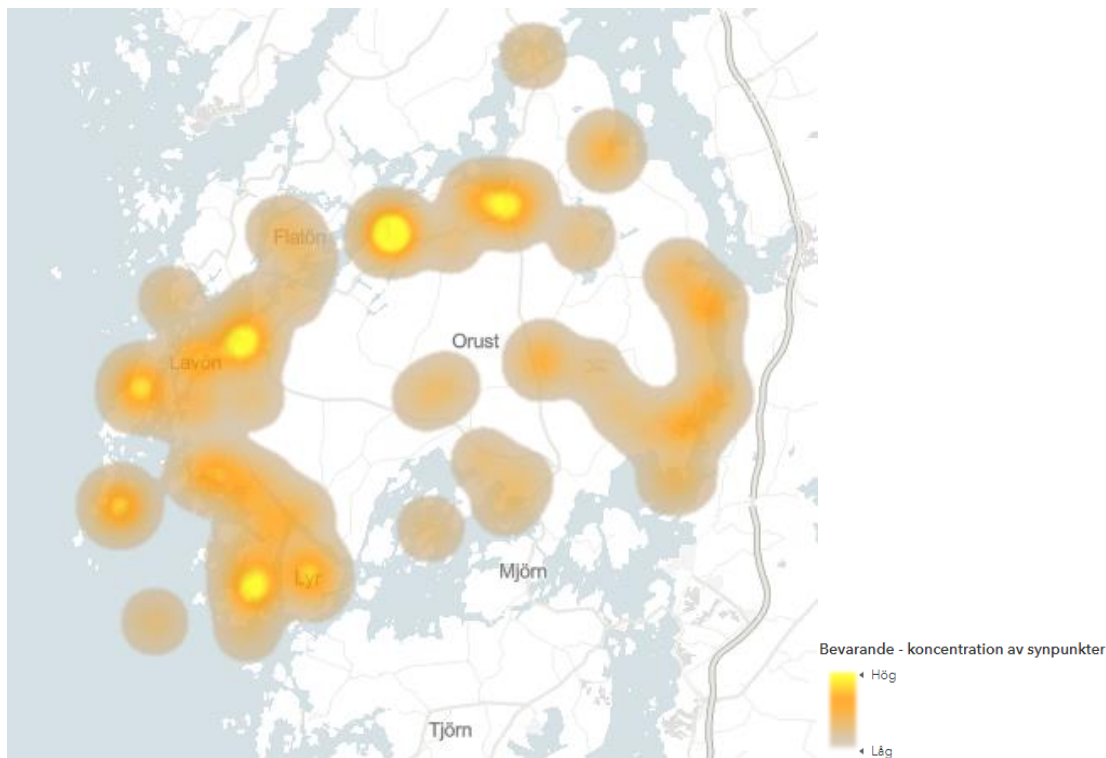 Flatön
Orust
Lavön
Mjörn
Lyr
Bevarande - koncentration av synpunkter
Hög
Tjörn
Låg